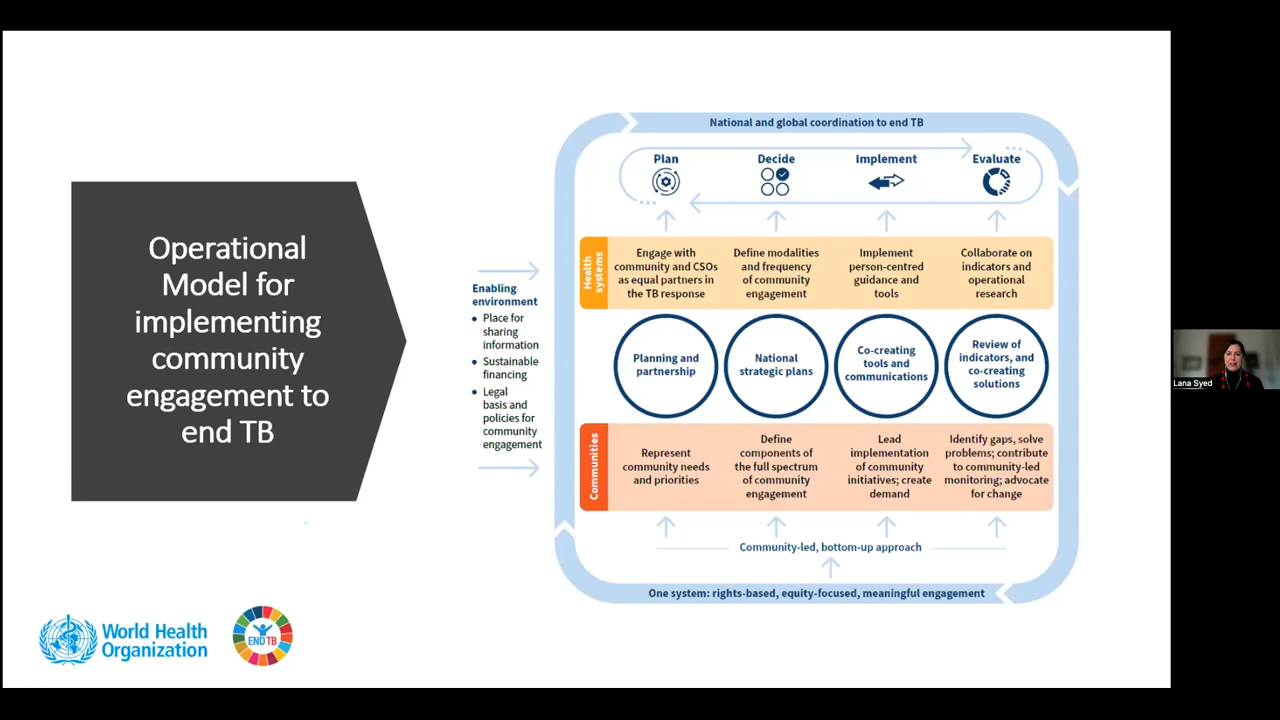 Operational
Model for
implementing
community
engagement to
end TB
World Health
Organization
END TB
National and global coordination to end TB
Plan
Decide
Implement
Evaluate
Enabling
environment
• Place for
sharing
information
• Sustainable
financing
• Legal
basis and
policies for
community
engagement
Health
systems
Engage with
community and CSOs
as equal partners in
the TB response
Define modalities
and frequency
of community
engagement
Implement
person-centred
guidance and
tools
Collaborate on
indicators and
operational
research
Planning and
partnership
National
strategic plans
Co-creating
tools and
communications
Review of
indicators, and
co-creating
solutions
Communities
Represent
community needs
and priorities
Define
components of
the full spectrum
of community
engagement
Lead
implementation
of community
initiatives; create
demand
Identify gaps, solve
problems; contribute
to community-led
monitoring; advocate
for change
Community-led, bottom-up approach
One system: rights-based, equity-focused, meaningful engagement
Lana Syed